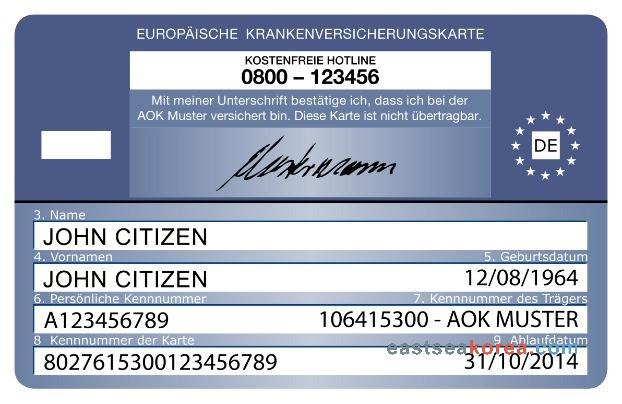 EUROPÄISCHE KRANKENVERSICHERUNGSKARTE
KOSTENFREIE HOTLINE
0800 – 123456
Mit meiner Unterschrift bestätige ich, dass ich bei der
AOK Muster versichert bin. Diese Karte ist nicht übertragbar.
Mustermann
DE
3. Name
JOHN CITIZEN
4. Vornamen 5. Geburtsdatum
JOHN CITIZEN 12/08/1964
6. Persönliche Kennnummer 7. Kennnummer des Trägers
A123456789 106415300 - AOK MUSTER
8 Kennnummer der Karte 9. Ablaufdatum
eastseakorea.com
8027615300123456789 31/10/2014